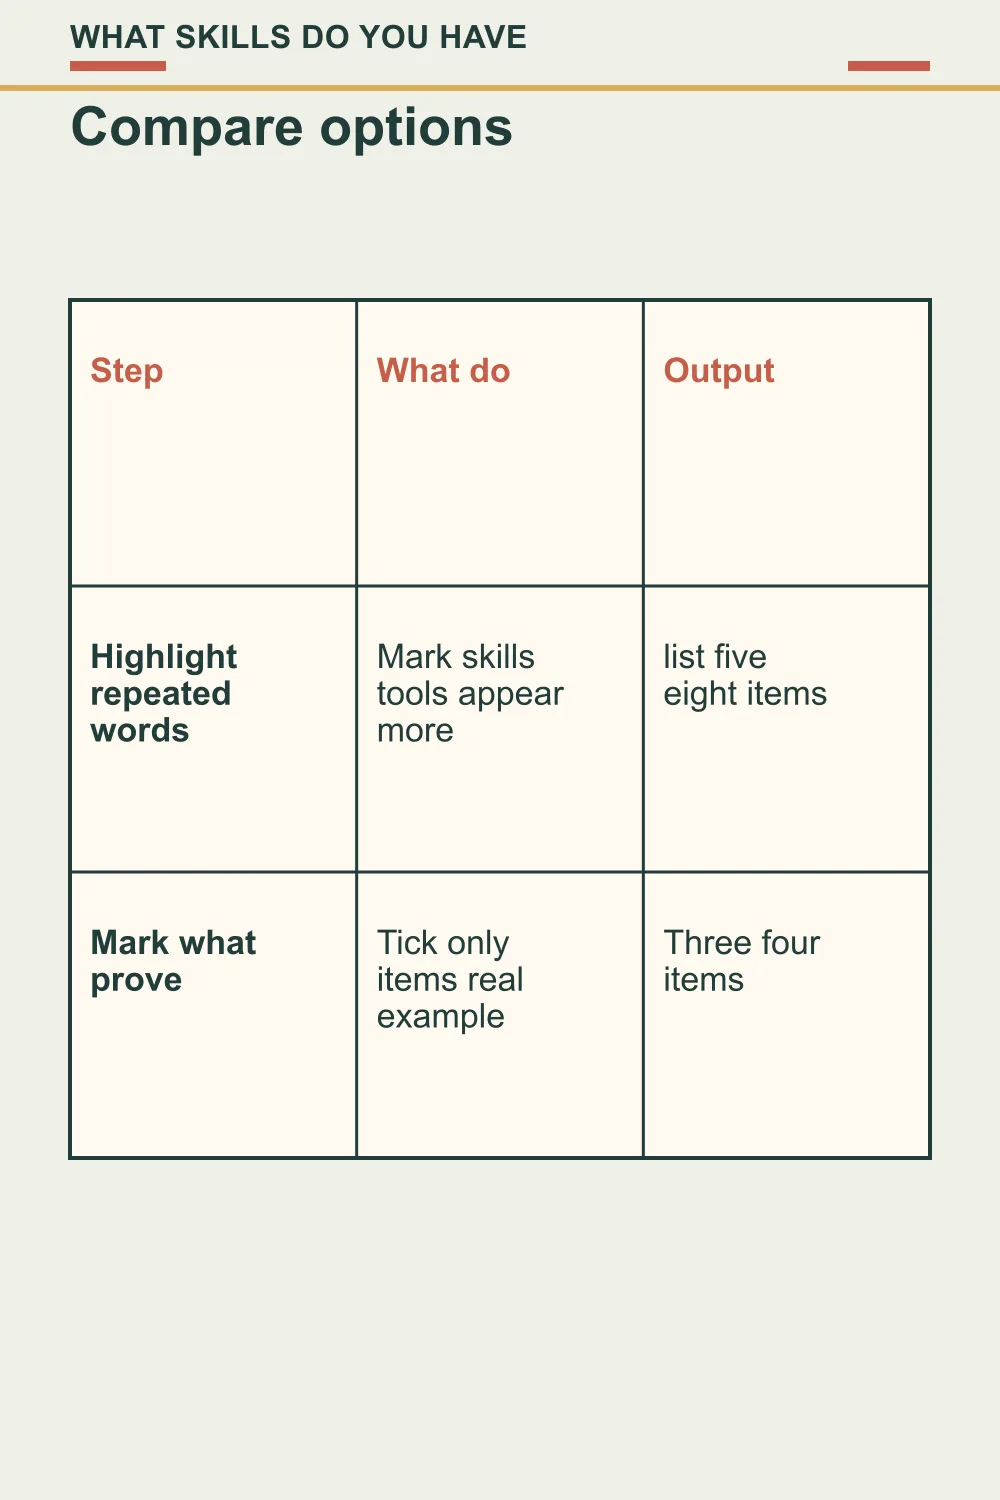 WHAT SKILLS DO YOU HAVE
Compare options
Step
What do
Output
Highlight
repeated
words
Mark skills
tools appear
more
list five
eight items
Mark what
prove
Tick only
items real
example
Three four
items